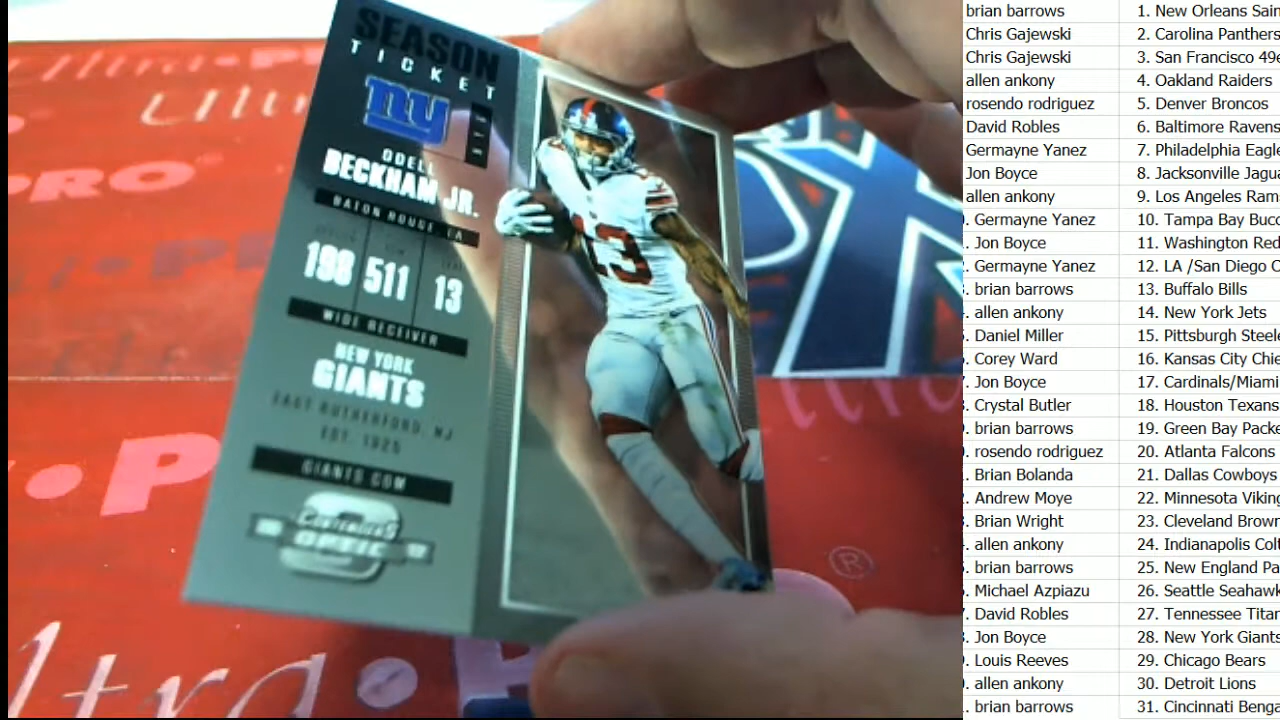 SEASON
TICKET
ny
ODELL
BECKHAM JR.
BATON ROUGE, LA
198 511 13
WIDE RECEIVER
NEW YORK
GIANTS
EAST RUTHERFORD, NJ
EST. 1925
GIANTS.COM
CONTENDERS
OPTIC
Ultra
PRO
®
brian barrows 1. New Orleans Sain
Chris Gajewski 2. Carolina Panthers
Chris Gajewski 3. San Francisco 49e
allen ankony 4. Oakland Raiders
rosendo rodriguez 5. Denver Broncos
David Robles 6. Baltimore Ravens
Germayne Yanez 7. Philadelphia Eagle
Jon Boyce 8. Jacksonville Jagua
allen ankony 9. Los Angeles Ram
. Germayne Yanez 10. Tampa Bay Bucc
. Jon Boyce 11. Washington Red
. Germayne Yanez 12. LA /San Diego C
. brian barrows 13. Buffalo Bills
. allen ankony 14. New York Jets
. Daniel Miller 15. Pittsburgh Steele
. Corey Ward 16. Kansas City Chie
. Jon Boyce 17. Cardinals/Miami
. Crystal Butler 18. Houston Texans
. brian barrows 19. Green Bay Packe
. rosendo rodriguez 20. Atlanta Falcons
. Brian Bolanda 21. Dallas Cowboys
. Andrew Moye 22. Minnesota Viking
. Brian Wright 23. Cleveland Brown
. allen ankony 24. Indianapolis Colt
. brian barrows 25. New England Pa
. Michael Azpiazu 26. Seattle Seahawk
. David Robles 27. Tennessee Titan
. Jon Boyce 28. New York Giants
. Louis Reeves 29. Chicago Bears
. allen ankony 30. Detroit Lions
. brian barrows 31. Cincinnati Benga